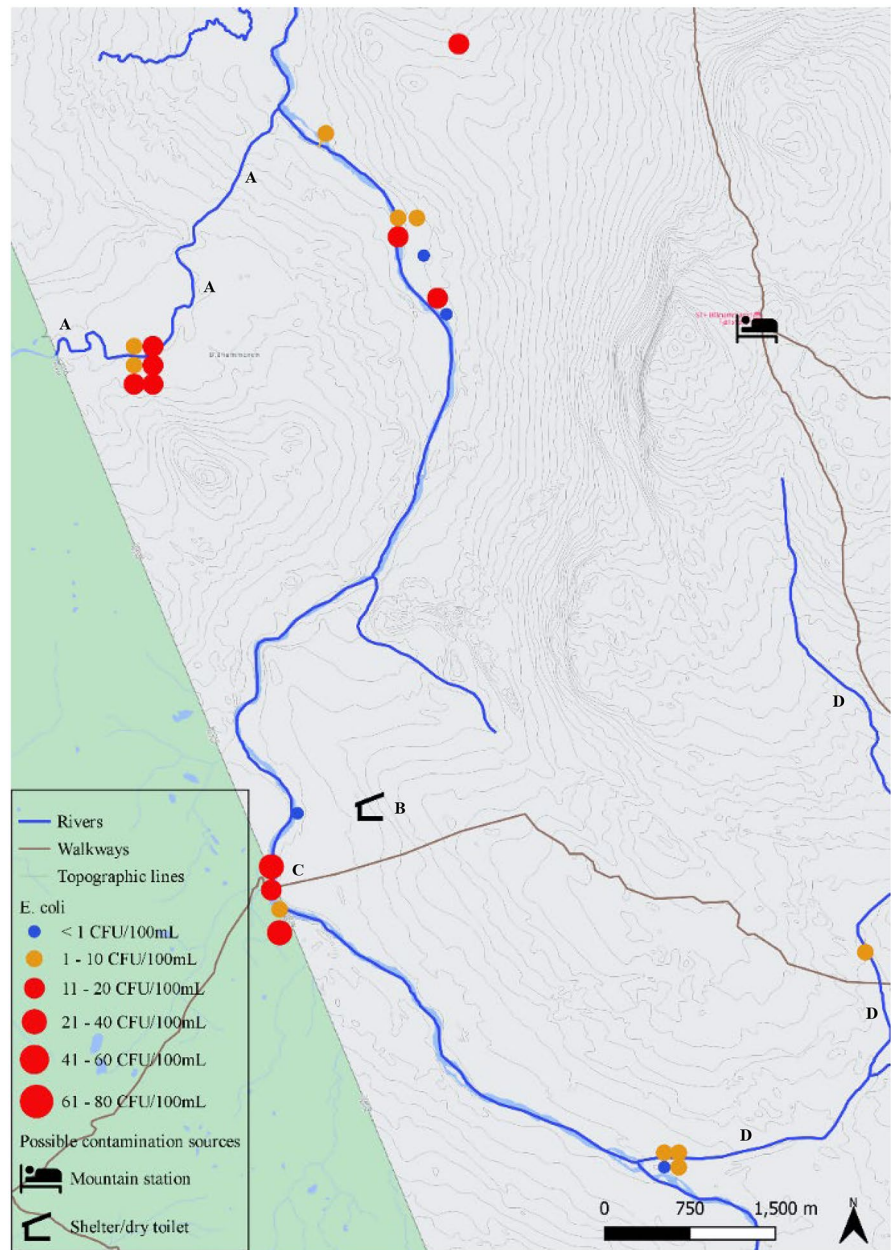 A
A
A
B
C
D
D
D
Rivers
Walkways
Topographic lines
E. coli
< 1 CFU/100mL
1 - 10 CFU/100mL
11 - 20 CFU/100mL
21 - 40 CFU/100mL
41 - 60 CFU/100mL
61 - 80 CFU/100mL
Possible contamination sources
Mountain station
Shelter/dry toilet
0 750 1,500 m
N